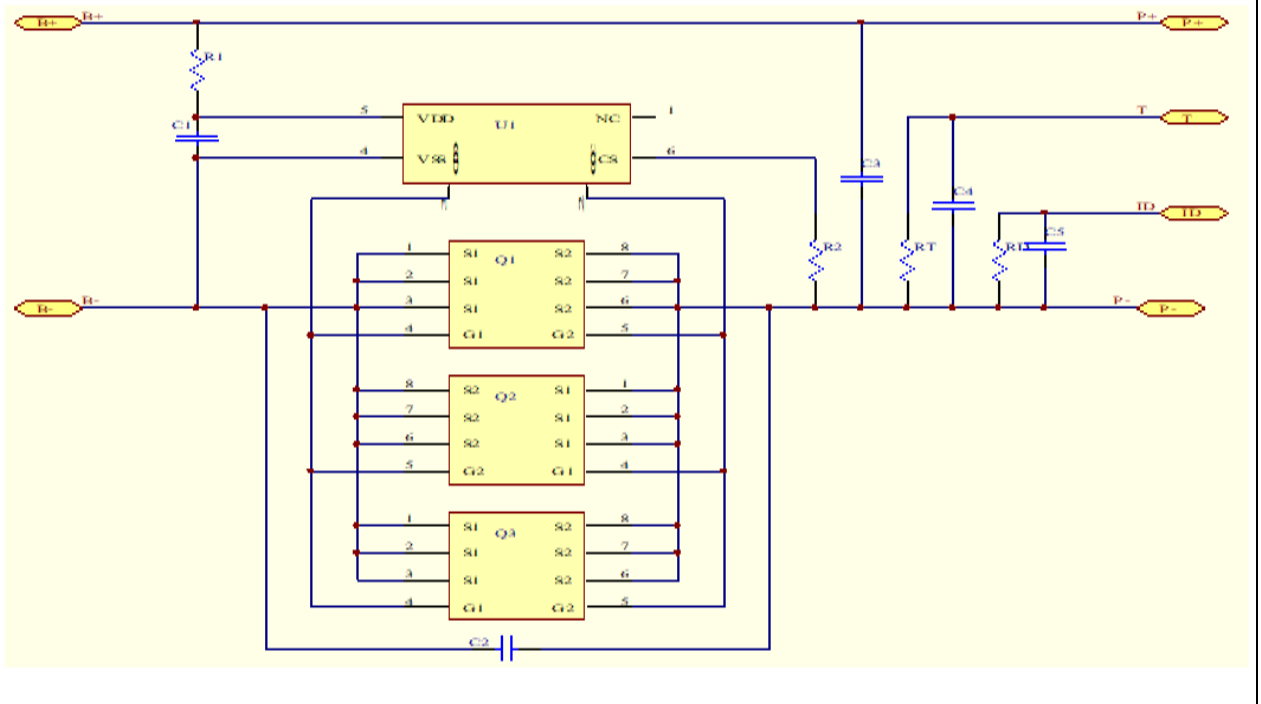 B+ B+ P+ P+
R1
5 VDD U1 NC 1 T T
C1
4 VSS CS 6 C3
C4
ID ID
C5
1 S1 Q1 S2 8 R2 RT
2 S1 S2 7
B- B- 3 S1 S2 6 P- P-
4 G1 G2 5
8 S2 Q2 S1 1
7 S2 S1 2
6 S2 S1 3
5 G2 G1 4
1 S1 Q3 S2 8
2 S1 S2 7
3 S1 S2 6
4 G1 G2 5
C2